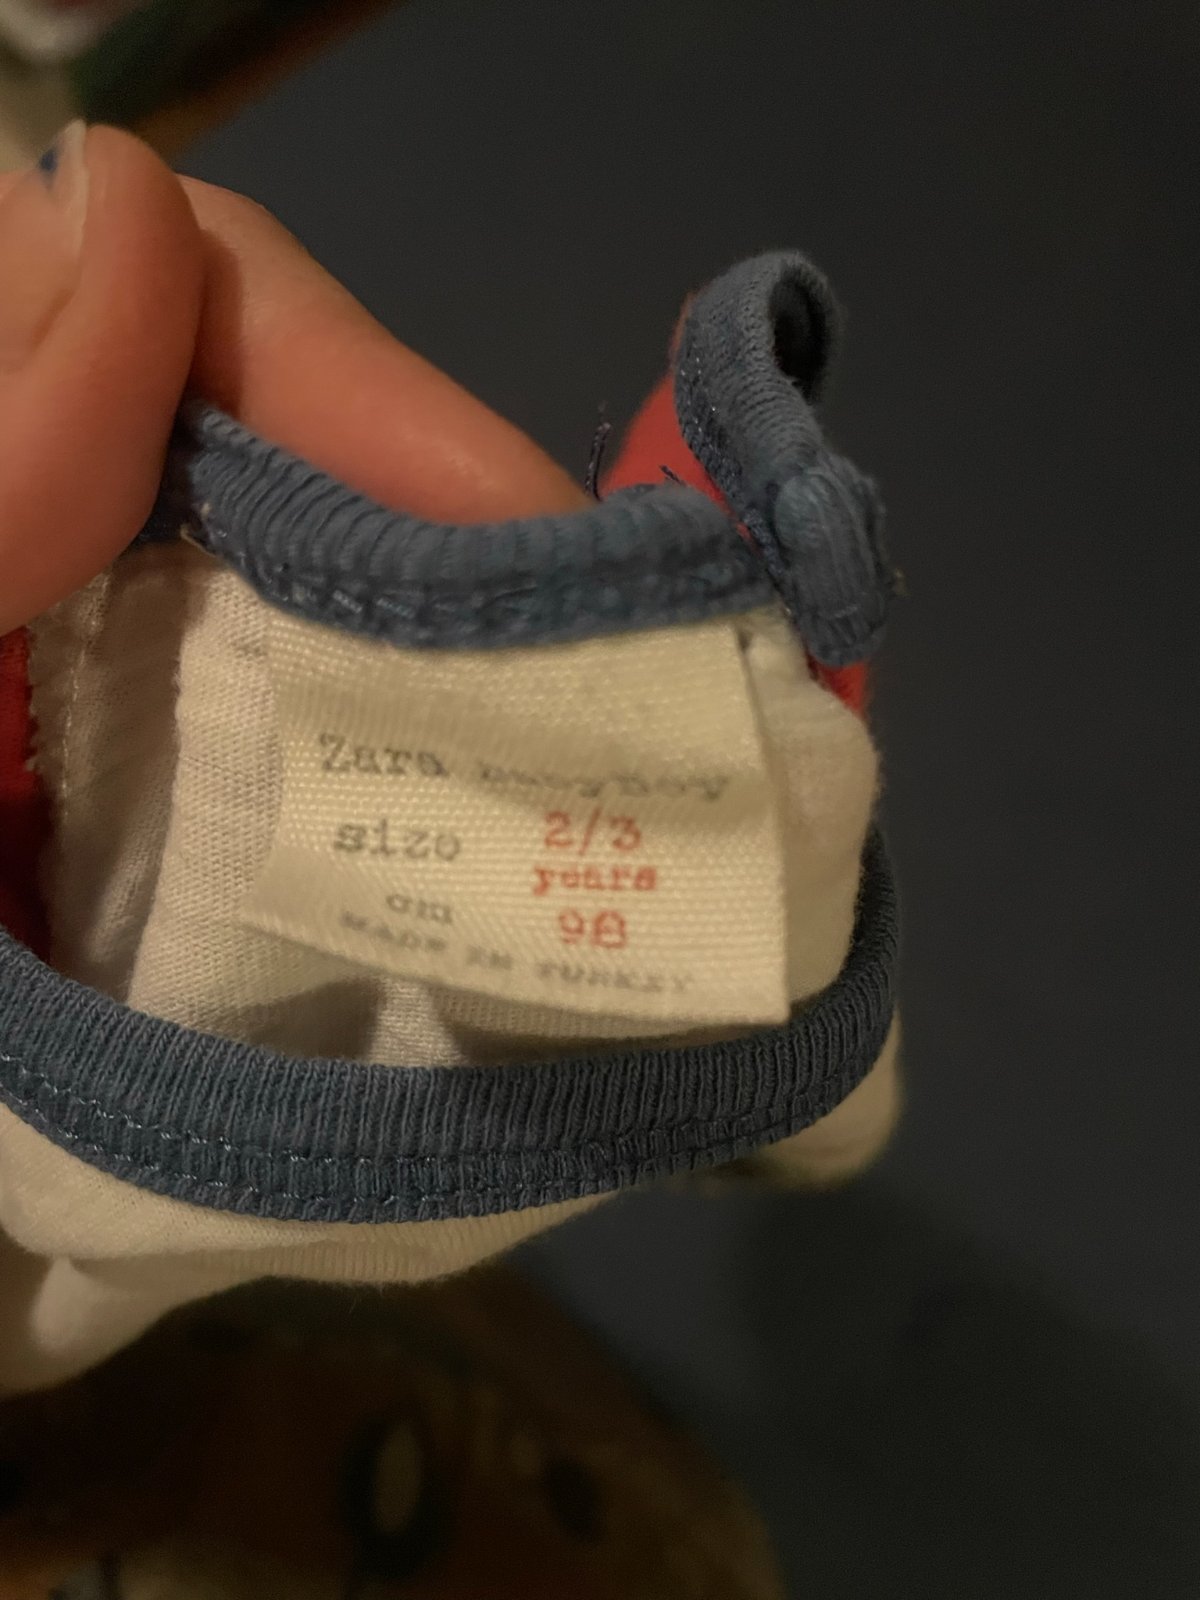 Zara babyboy
size 2/3
years
cm 98
MADE IN TURKEY